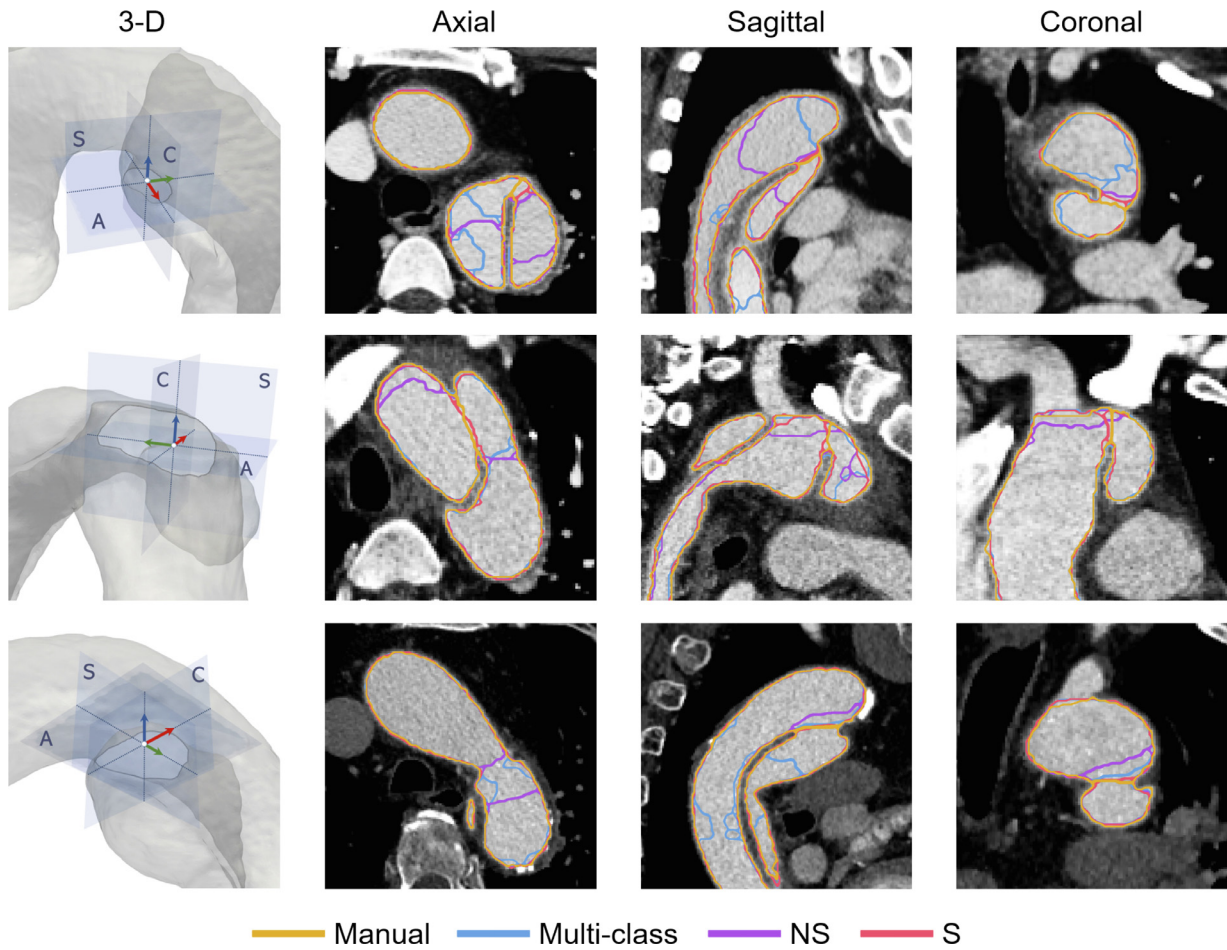 3-D Axial Sagittal Coronal
S C
A
C S
A
S C
A
Manual Multi-class NS S